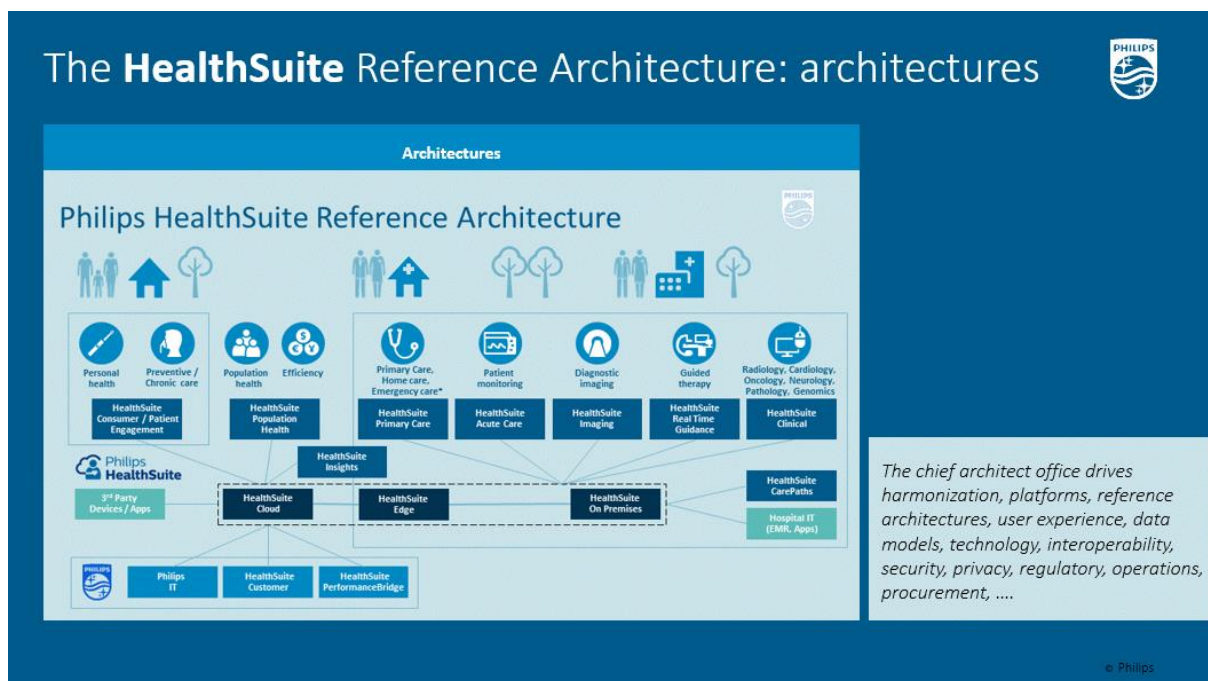 The HealthSuite Reference Architecture: architectures
PHILIPS
Architectures
Philips HealthSuite Reference Architecture
PHILIPS
Personal
health
Preventive /
Chronic care
Population
health
Efficiency
Primary Care,
Home care,
Emergency care*
Patient
monitoring
Diagnostic
imaging
Guided
therapy
Radiology, Cardiology,
Oncology, Neurology,
Pathology, Genomics
HealthSuite
Consumer / Patient
Engagement
HealthSuite
Population
Health
HealthSuite
Primary Care
HealthSuite
Acute Care
HealthSuite
Imaging
HealthSuite
Real Time
Guidance
HealthSuite
Clinical
HealthSuite
Insights
Philips
HealthSuite
3rd Party
Devices / Apps
HealthSuite
Cloud
HealthSuite
Edge
HealthSuite
On Premises
HealthSuite
CarePaths
Hospital IT
(EMR, Apps)
PHILIPS
Philips
IT
HealthSuite
Customer
HealthSuite
PerformanceBridge
The chief architect office drives
harmonization, platforms, reference
architectures, user experience, data
models, technology, interoperability,
security, privacy, regulatory, operations,
procurement, ....
© Philips